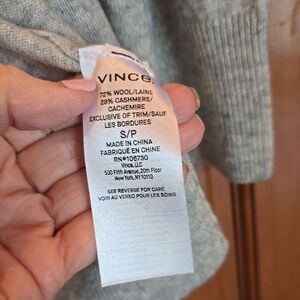 VINCE.
72% WOOL/LAINE
28% CASHMERE/
CACHEMIRE
EXCLUSIVE OF TRIM/SAUF
LES BORDURES
S/P
MADE IN CHINA
FABRIQUÉ EN CHINE
RN#106730
Vince, LLC
500 Fifth Avenue, 20th Floor
New York, NY 10110
SEE REVERSE FOR CARE
VOIR AU VERSO POUR LES SOINS.